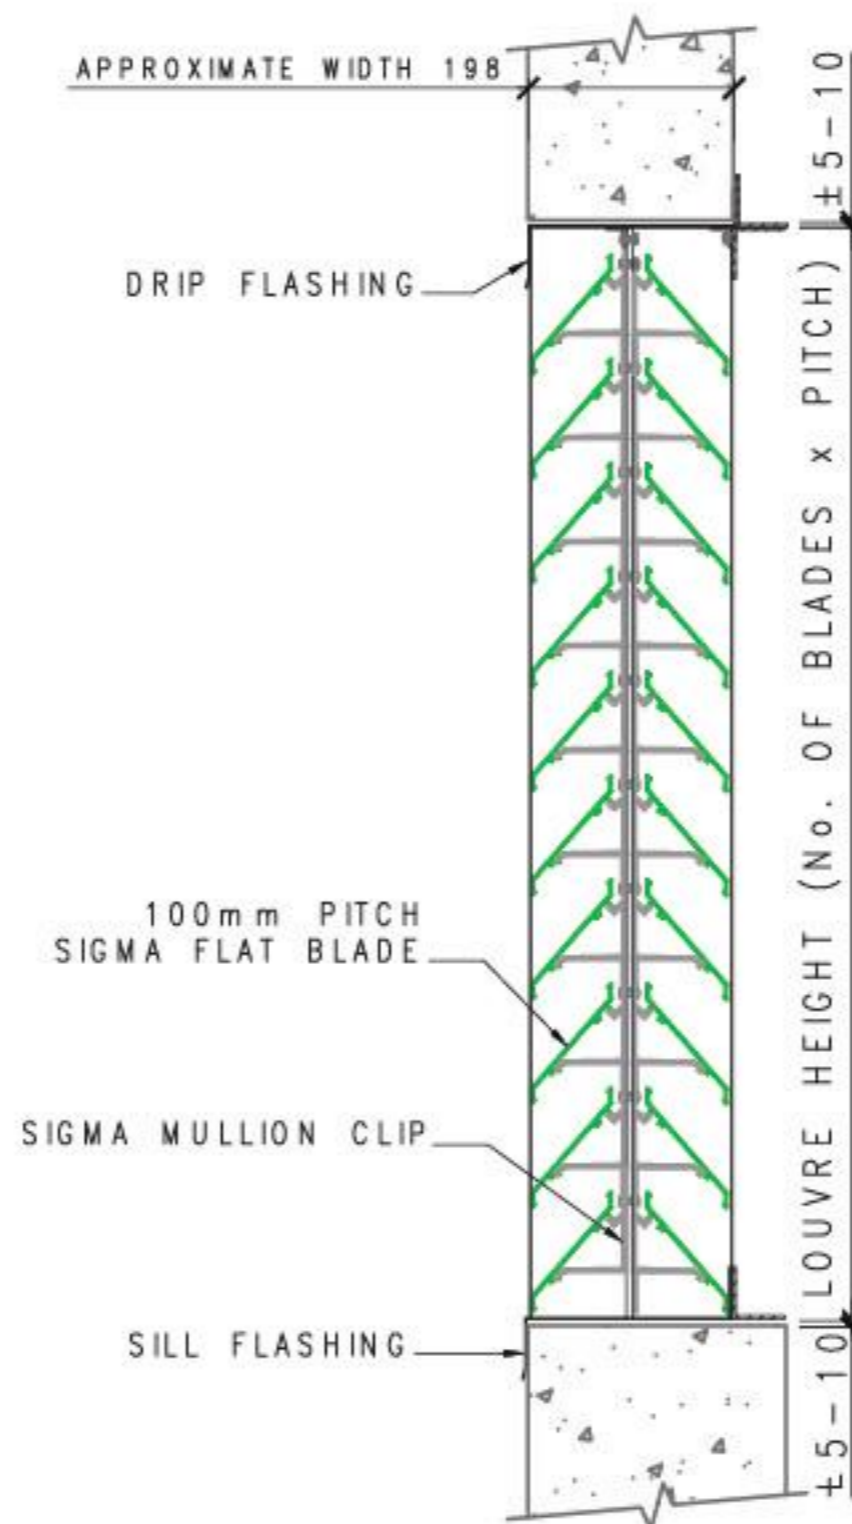 APPROXIMATE WIDTH 198
±5-10
DRIP FLASHING
LOUVRE HEIGHT (No. OF BLADES x PITCH)
100mm PITCH
SIGMA FLAT BLADE
SIGMA MULLION CLIP
SILL FLASHING
±5-10